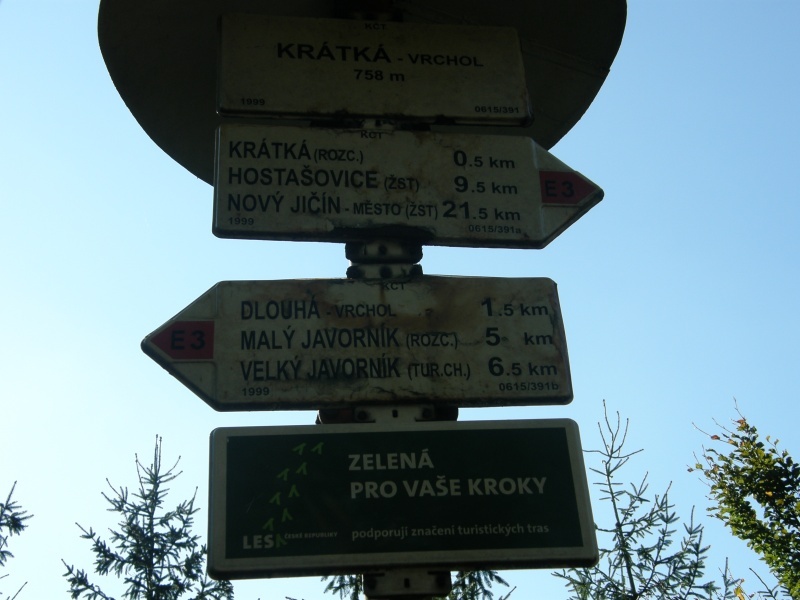 KČT
KRÁTKÁ - VRCHOL
758 m
1999 0615/391
KČT
KRÁTKÁ (ROZC.) 0.5 km
HOSTAŠOVICE (ŽST) 9.5 km
E3
NOVÝ JIČÍN - MĚSTO (ŽST) 21.5 km
1999 0615/391a
KČT
DLOUHÁ - VRCHOL 1.5 km
E3
MALÝ JAVORNÍK (ROZC.) 5 km
VELKÝ JAVORNÍK (TUR.CH.) 6.5 km
1999 0615/391b
ZELENÁ
PRO VAŠE KROKY
LESY ČESKÉ REPUBLIKY podporují značení turistických tras